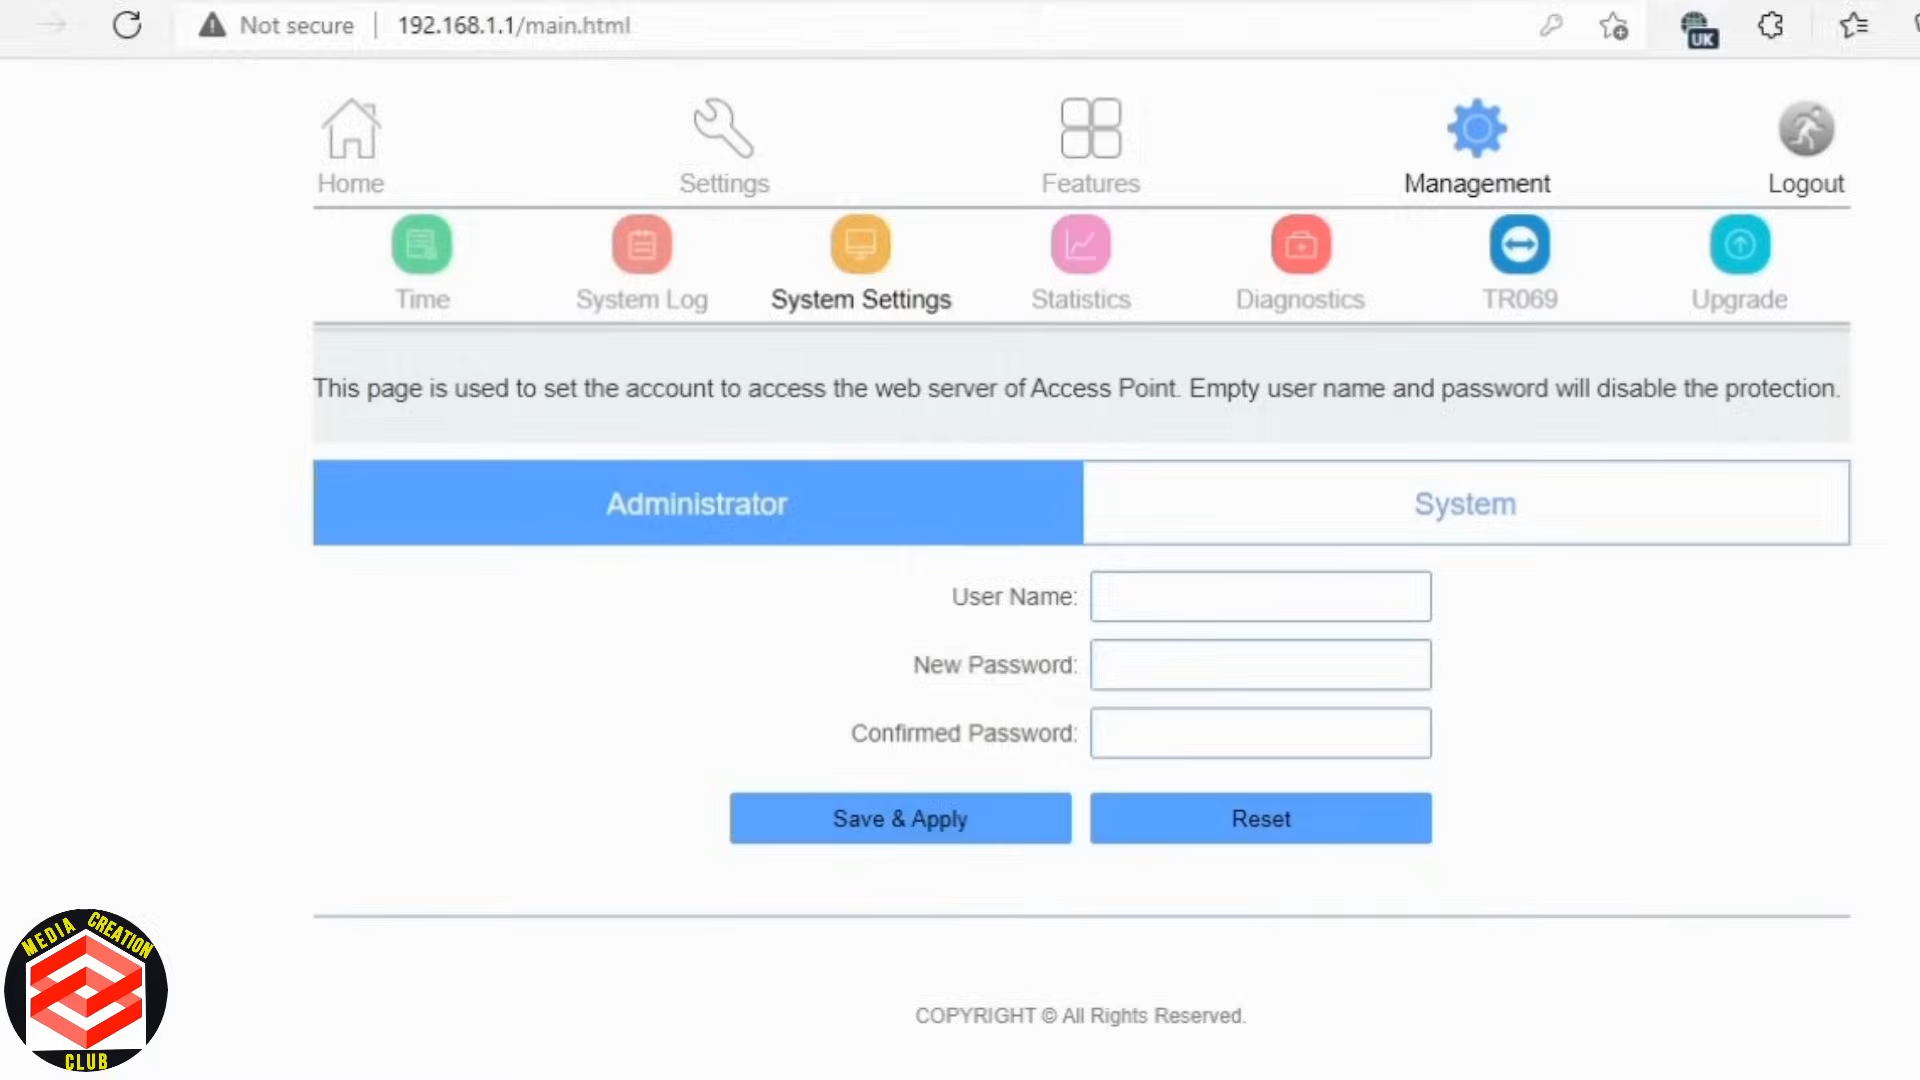 Not secure 192.168.1.1/main.html
UK
Home Settings Features Management Logout
Time System Log System Settings Statistics Diagnostics TR069 Upgrade
This page is used to set the account to access the web server of Access Point. Empty user name and password will disable the protection.
Administrator System
User Name:
New Password:
Confirmed Password:
Save & Apply Reset
MEDIA CREATION
CLUB
COPYRIGHT © All Rights Reserved.